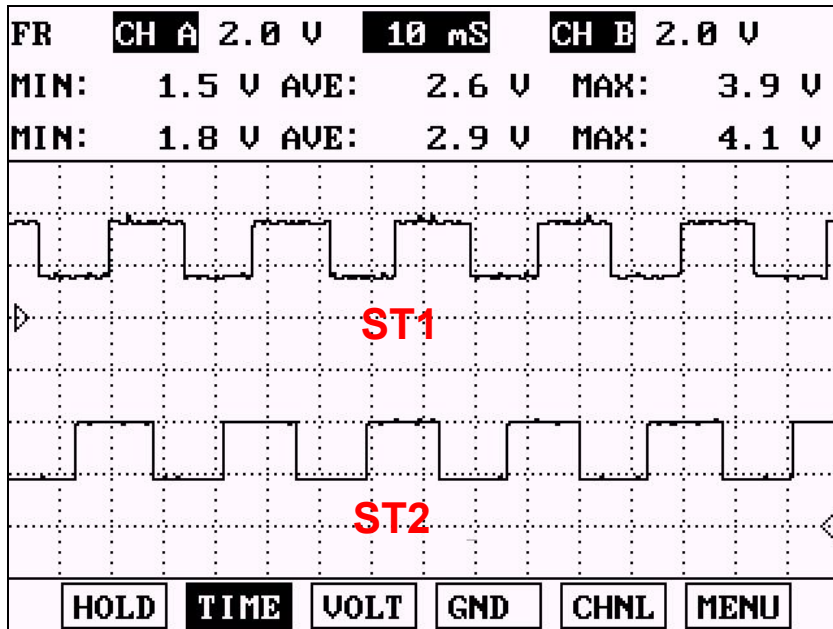 FR CH A 2.0 V 10 mS CH B 2.0 V
MIN: 1.5 V AVE: 2.6 V MAX: 3.9 V
MIN: 1.8 V AVE: 2.9 V MAX: 4.1 V
ST1
ST2
HOLD TIME VOLT GND CHNL MENU